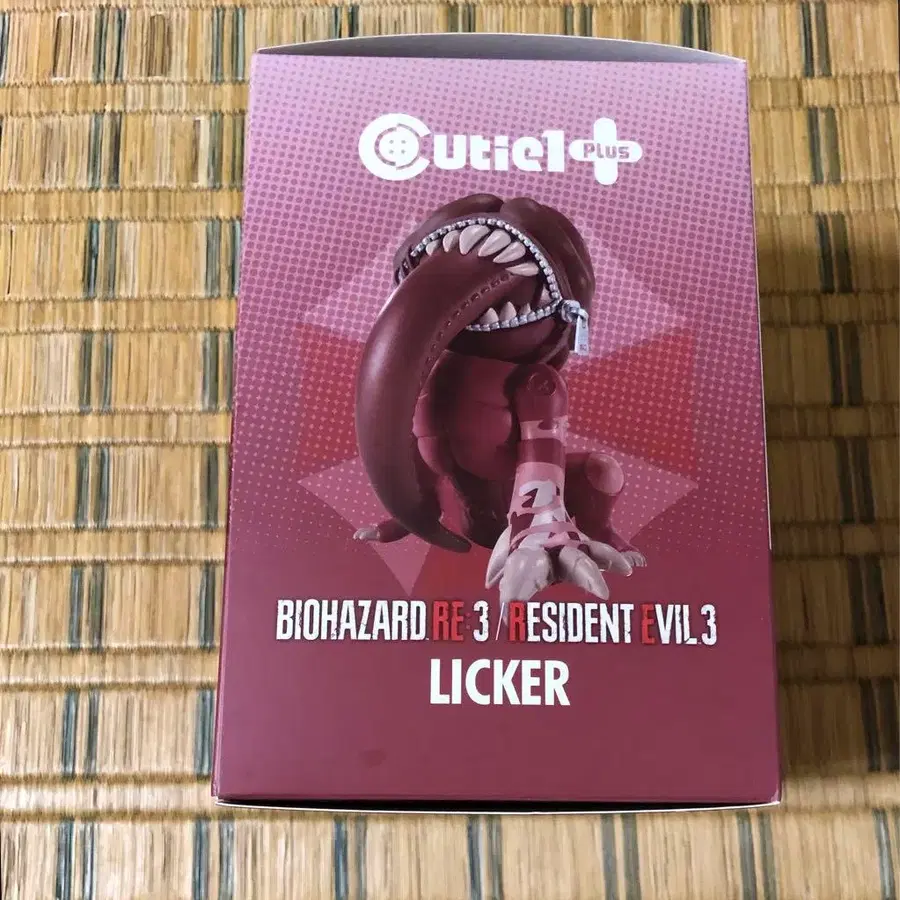 Cutie1 PLUS
BIOHAZARD RE:3 / RESIDENT EVIL 3
LICKER